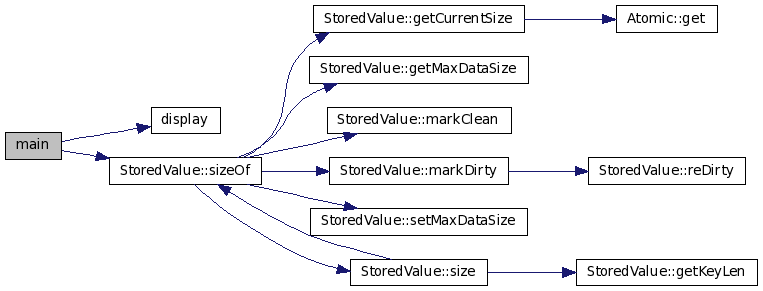 StoredValue::getCurrentSize
Atomic::get
StoredValue::getMaxDataSize
display
StoredValue::markClean
main
StoredValue::sizeOf
StoredValue::markDirty
StoredValue::reDirty
StoredValue::setMaxDataSize
StoredValue::size
StoredValue::getKeyLen